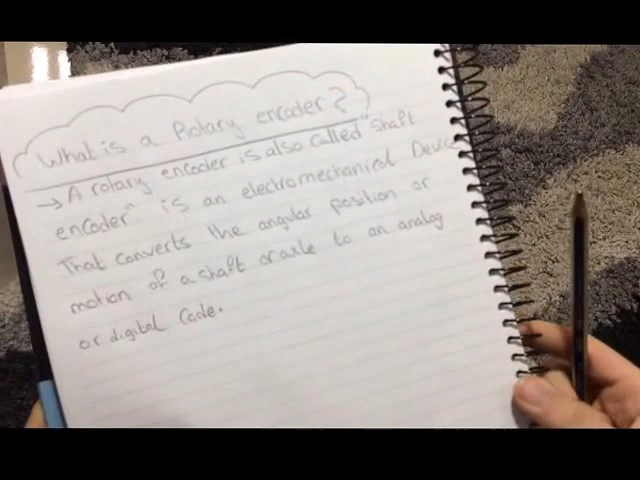 What is a Rotary encoder?
→ A rotary encoder is also called "shaft
encoder" is an electromechanical Device
That converts the angular position or
motion of a shaft or axle to an analog
or digital Code.